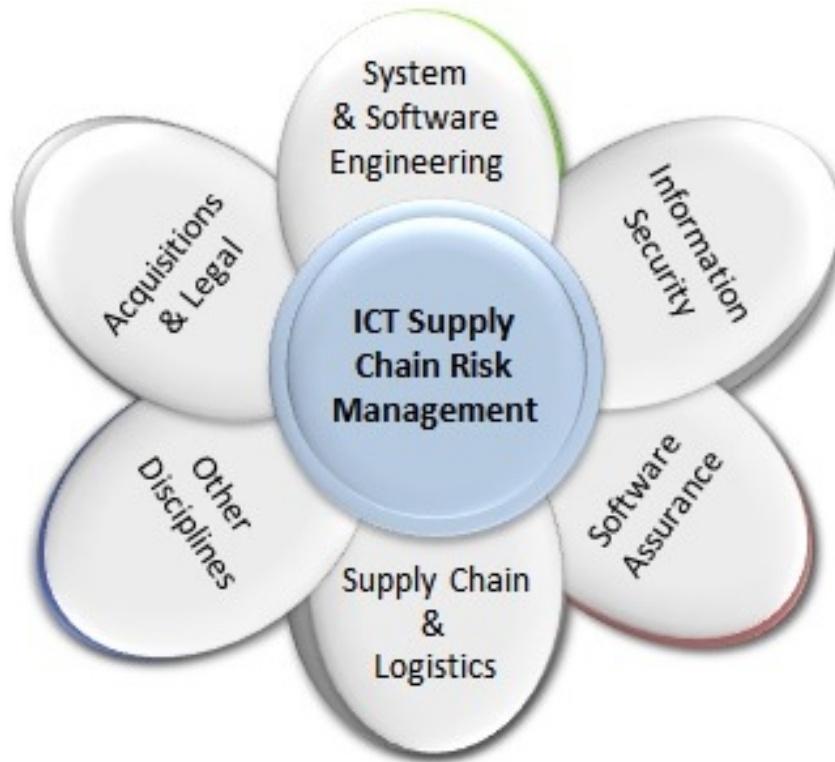 System
& Software
Engineering
Information
Security
Software
Assurance
Supply Chain
&
Logistics
Other
Disciplines
Acquisitions
& Legal
ICT Supply
Chain Risk
Management